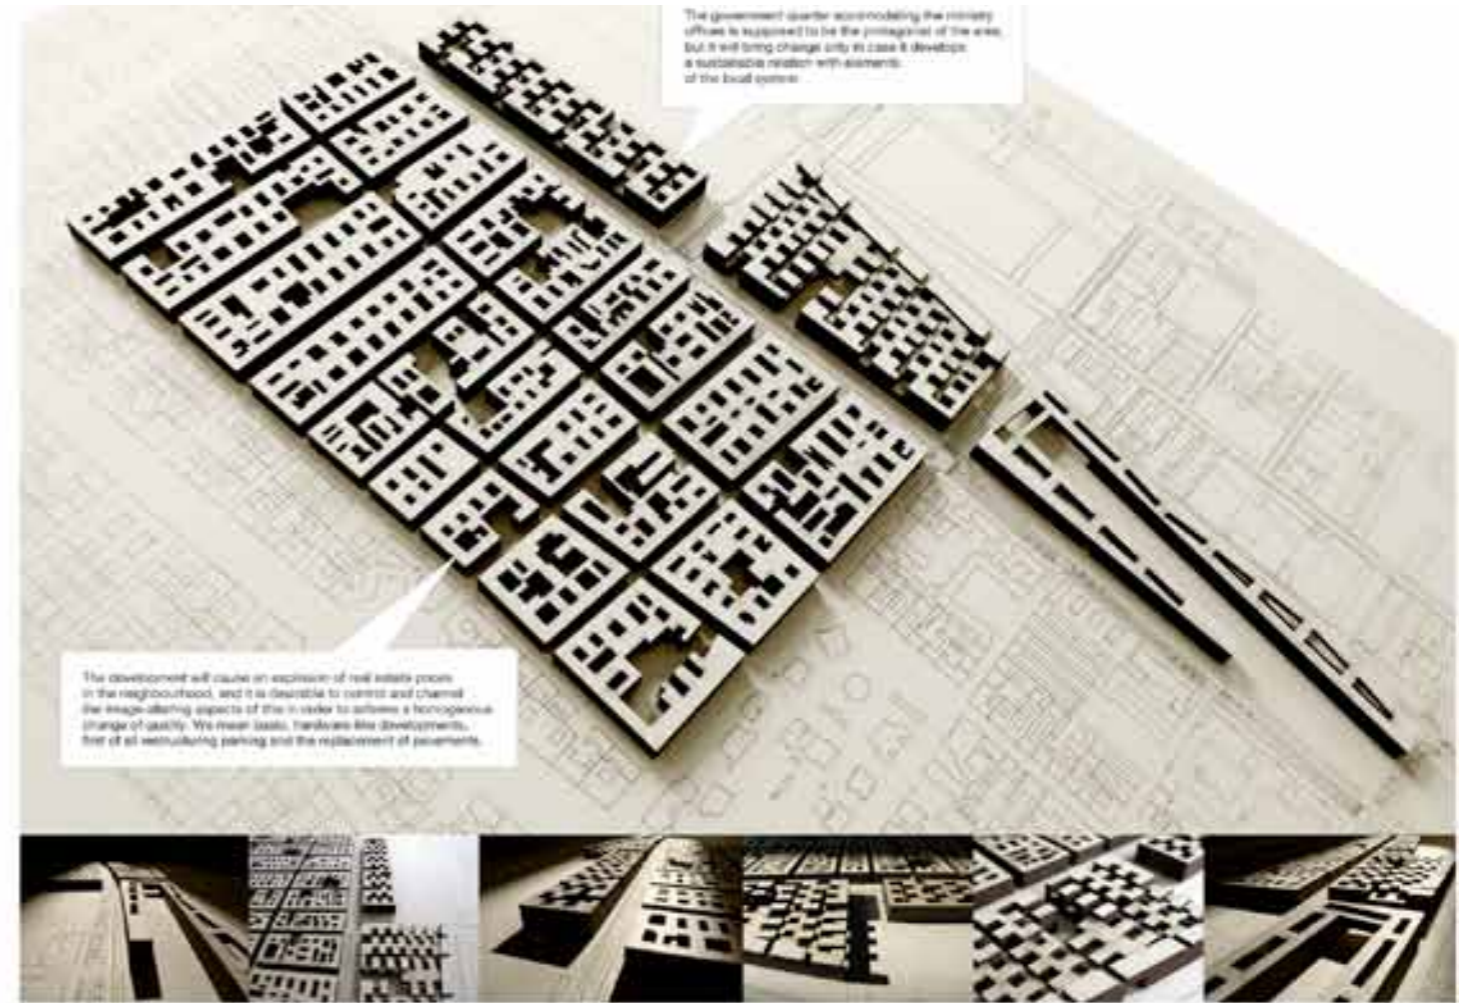 The government quarter accommodating the ministry
offices is supposed to be the protagonist of the area,
but it will bring change only in case it develops
a sustainable relation with elements
of the local system.
The development will cause an explosion of real estate prices
in the neighbourhood, and it is desirable to control and channel
the image-altering aspects of this in order to achieve a homogenous
change of quality. We mean basic, hardware-like developments,
first of all restructuring parking and the replacement of pavements.